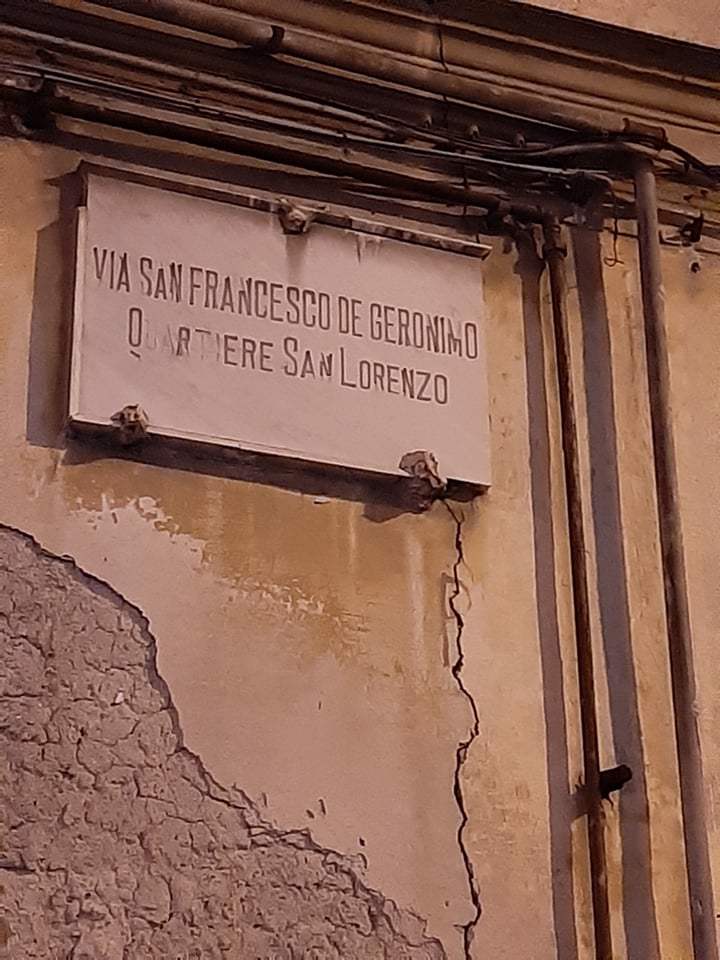 VIA SAN FRANCESCO DE GERONIMO
QUARTIERE SAN LORENZO